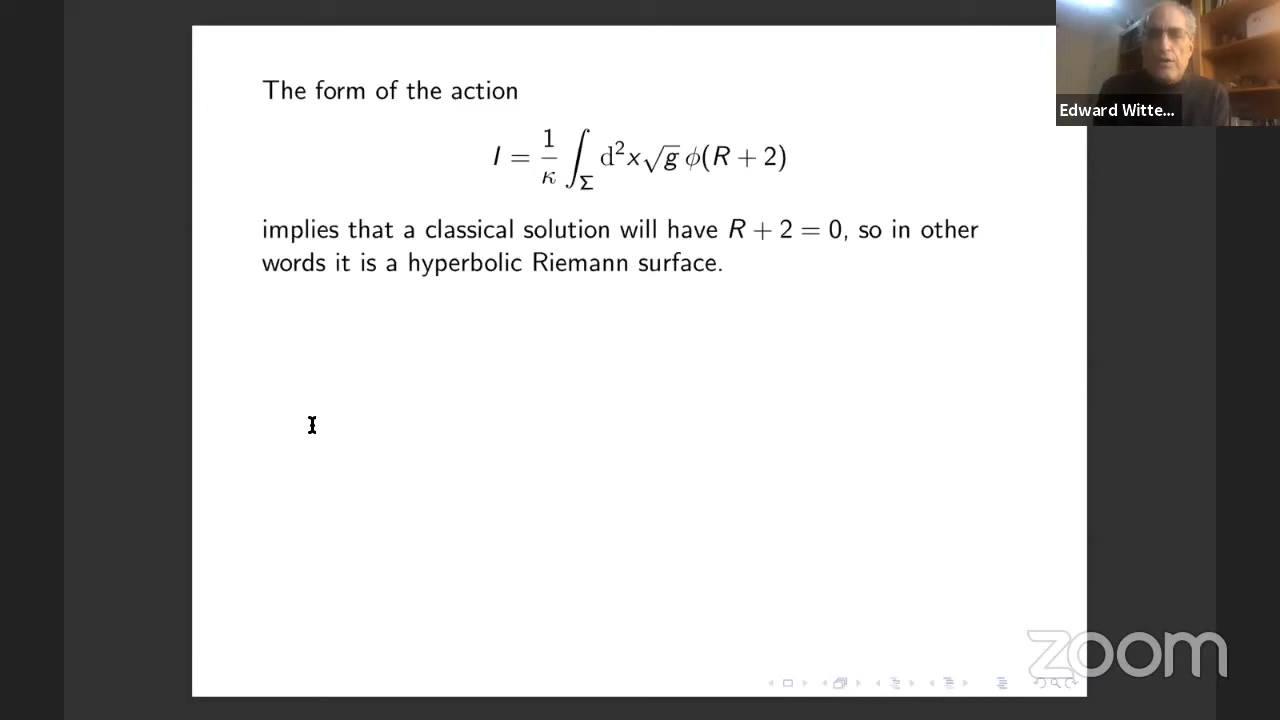 The form of the action
I = 1/κ ∫_Σ d²x√g ϕ(R + 2)
implies that a classical solution will have R + 2 = 0, so in other
words it is a hyperbolic Riemann surface.
Edward Witte...
zoom